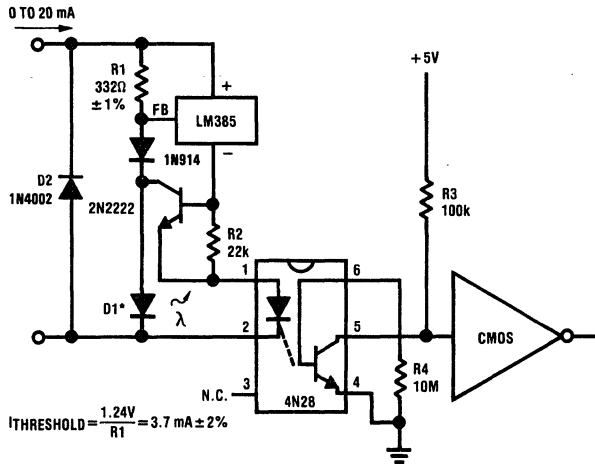 0 TO 20 mA
R1
332Ω
±1%
FB
+
LM385
−
+5V
1N914
D2
1N4002
2N2222
R2
22k
R3
100k
1
6
D1*
λ
2
5
CMOS
3
N.C.
4
4N28
R4
10M
ITHRESHOLD = 1.24V / R1 = 3.7 mA ± 2%